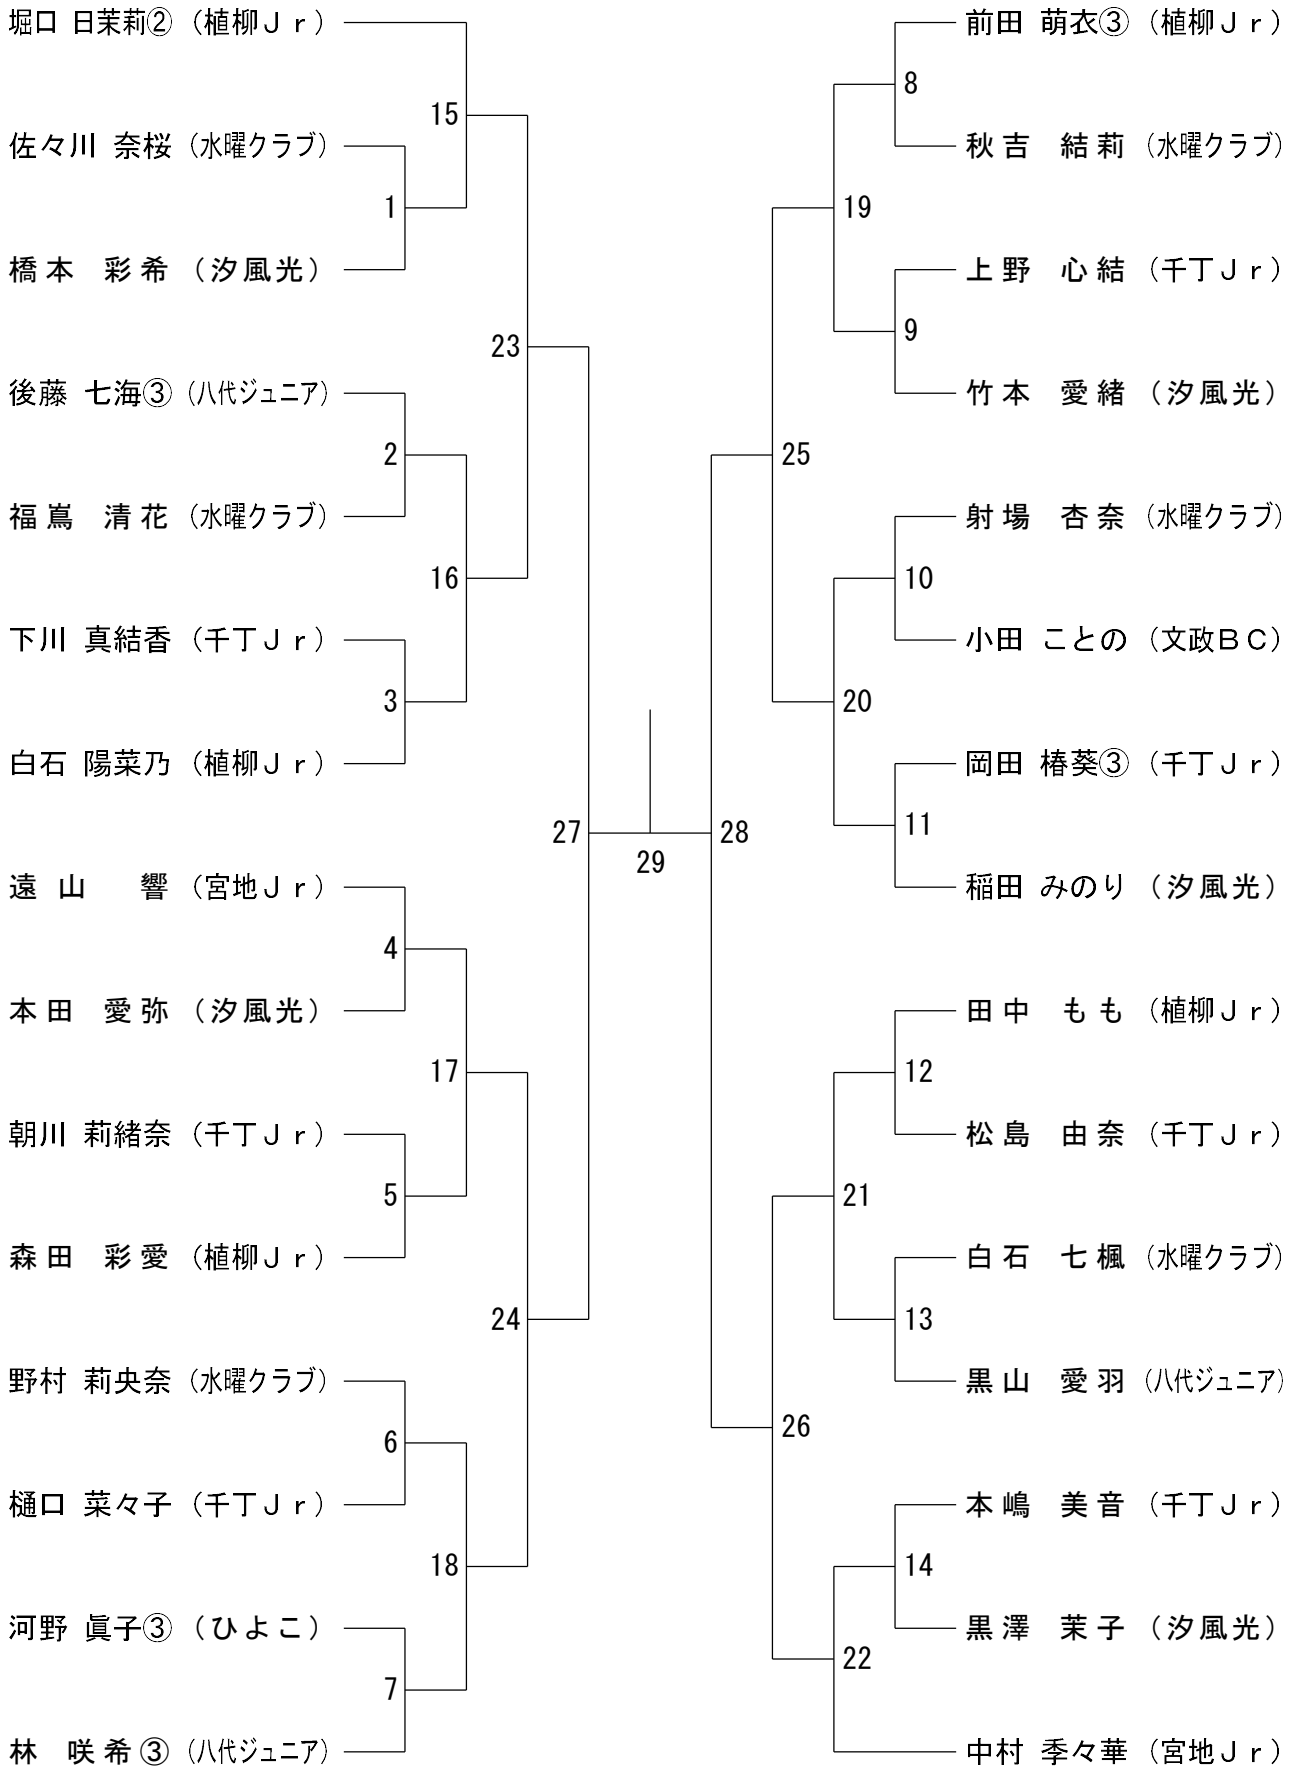 堀口 日茉莉② （植柳Ｊｒ）
15
佐々川 奈桜 （水曜クラブ）
1
橋本 彩希 （汐風光）
23
後藤 七海③ （八代ジュニア）
2
福嶌 清花 （水曜クラブ）
16
下川 真結香 （千丁Ｊｒ）
3
白石 陽菜乃 （植柳Ｊｒ）
27
遠山 響 （宮地Ｊｒ）
4
本田 愛弥 （汐風光）
17
朝川 莉緒奈 （千丁Ｊｒ）
5
森田 彩愛 （植柳Ｊｒ）
24
野村 莉央奈 （水曜クラブ）
6
樋口 菜々子 （千丁Ｊｒ）
18
河野 眞子③ （ひよこ）
7
林 咲希③ （八代ジュニア）
29
前田 萌衣③ （植柳Ｊｒ）
8
秋吉 結莉 （水曜クラブ）
19
上野 心結 （千丁Ｊｒ）
9
竹本 愛緒 （汐風光）
25
射場 杏奈 （水曜クラブ）
10
小田 ことの （文政ＢＣ）
20
岡田 椿葵③ （千丁Ｊｒ）
11
28
稲田 みのり （汐風光）
田中 もも （植柳Ｊｒ）
12
松島 由奈 （千丁Ｊｒ）
21
白石 七楓 （水曜クラブ）
13
黒山 愛羽 （八代ジュニア）
26
本嶋 美音 （千丁Ｊｒ）
14
黒澤 茉子 （汐風光）
22
中村 季々華 （宮地Ｊｒ）